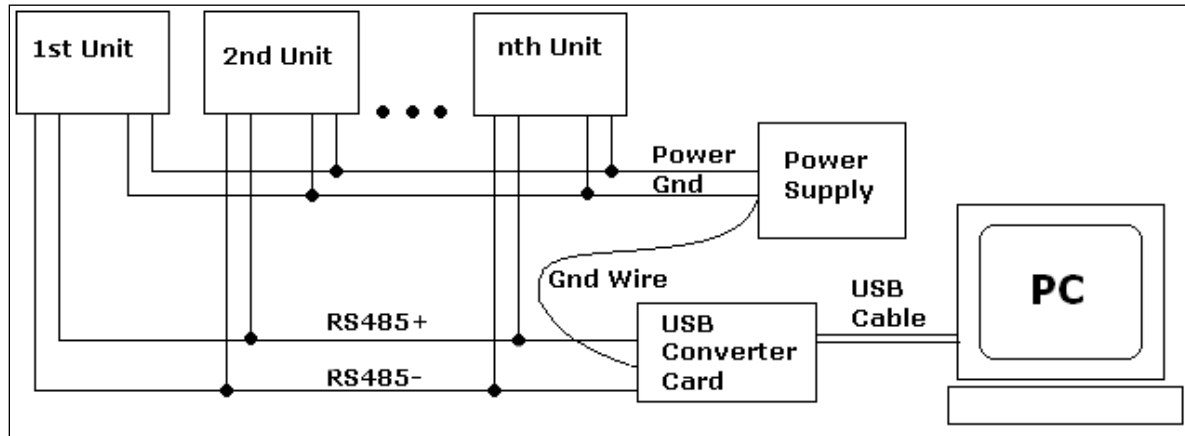 1st Unit
2nd Unit
nth Unit
Power
Gnd
Power
Supply
Gnd Wire
RS485+
RS485-
USB
Converter
Card
USB
Cable
PC